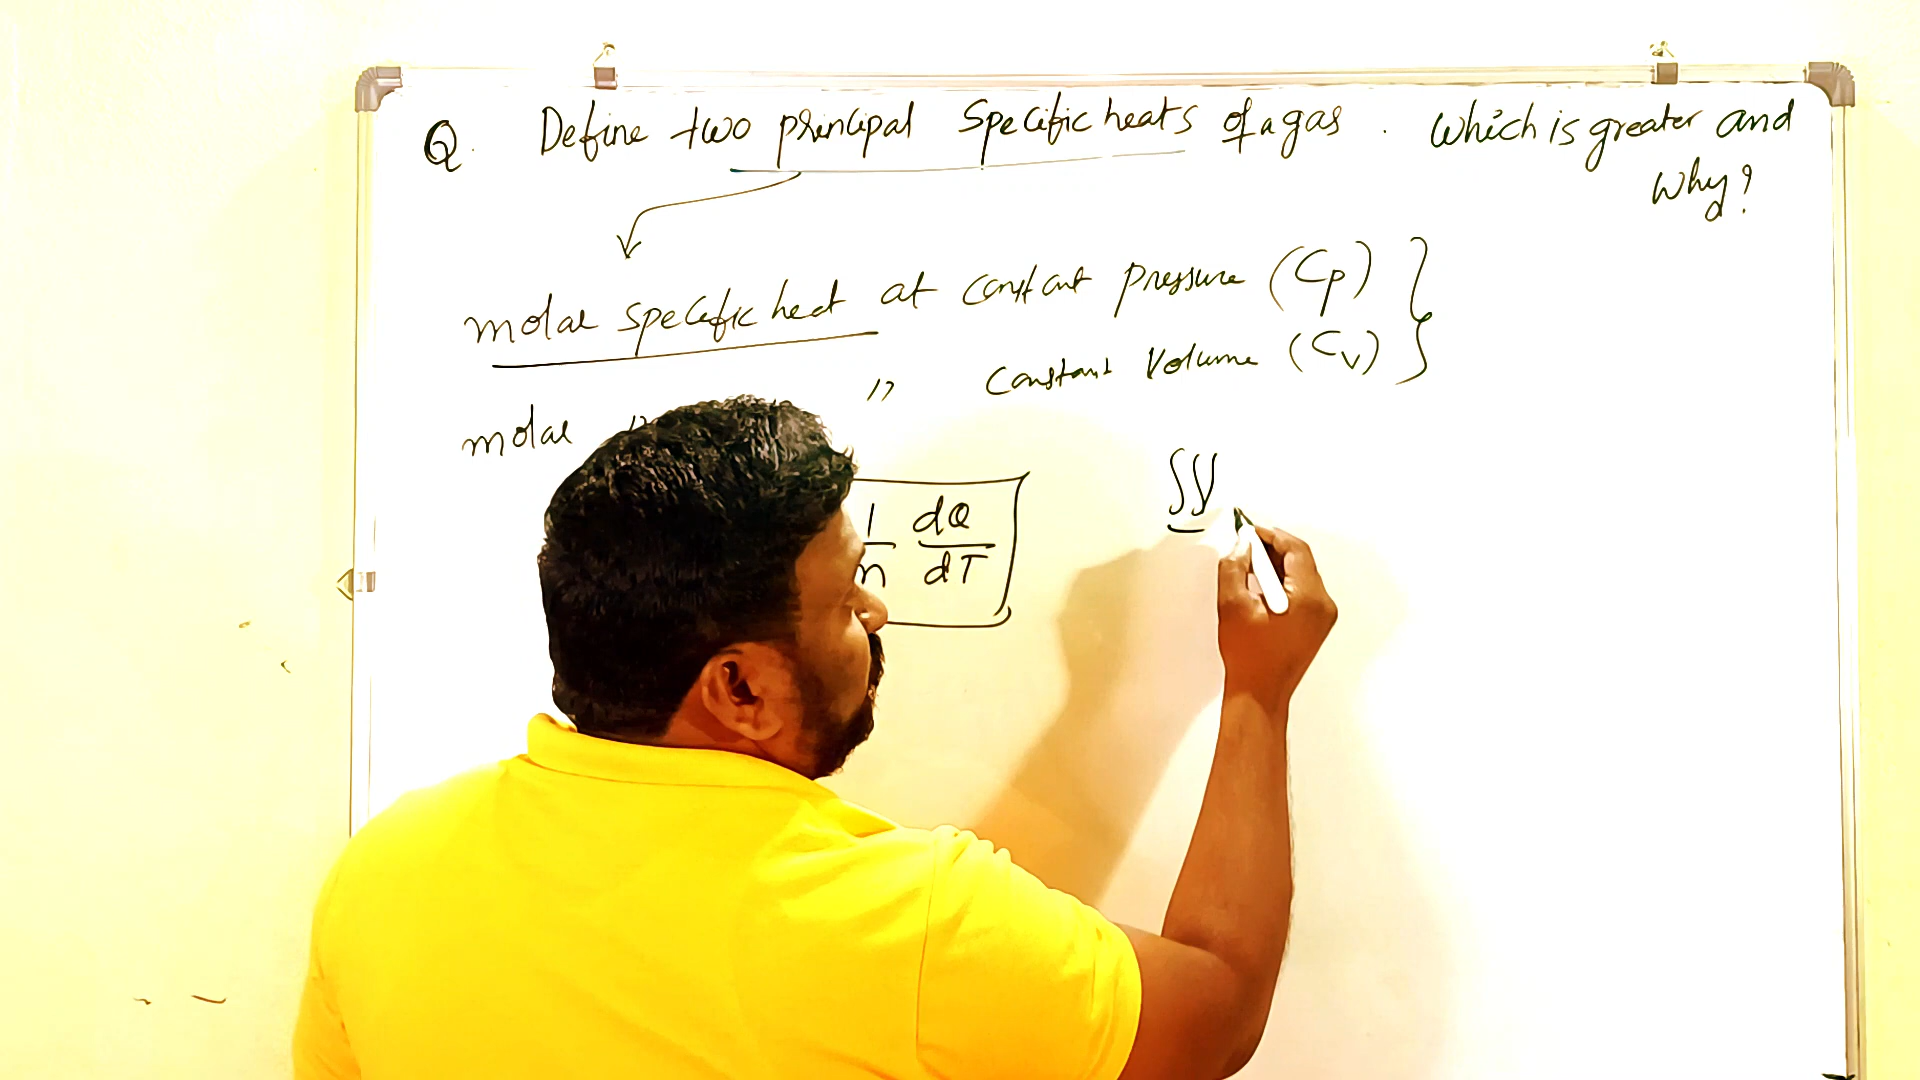 Q. Define two principal Specific heats of a gas. Which is greater and
Why?
molar specific heat at constant pressure (Cp) }
molar " " constant Volume (Cv)
1/n dQ/dT